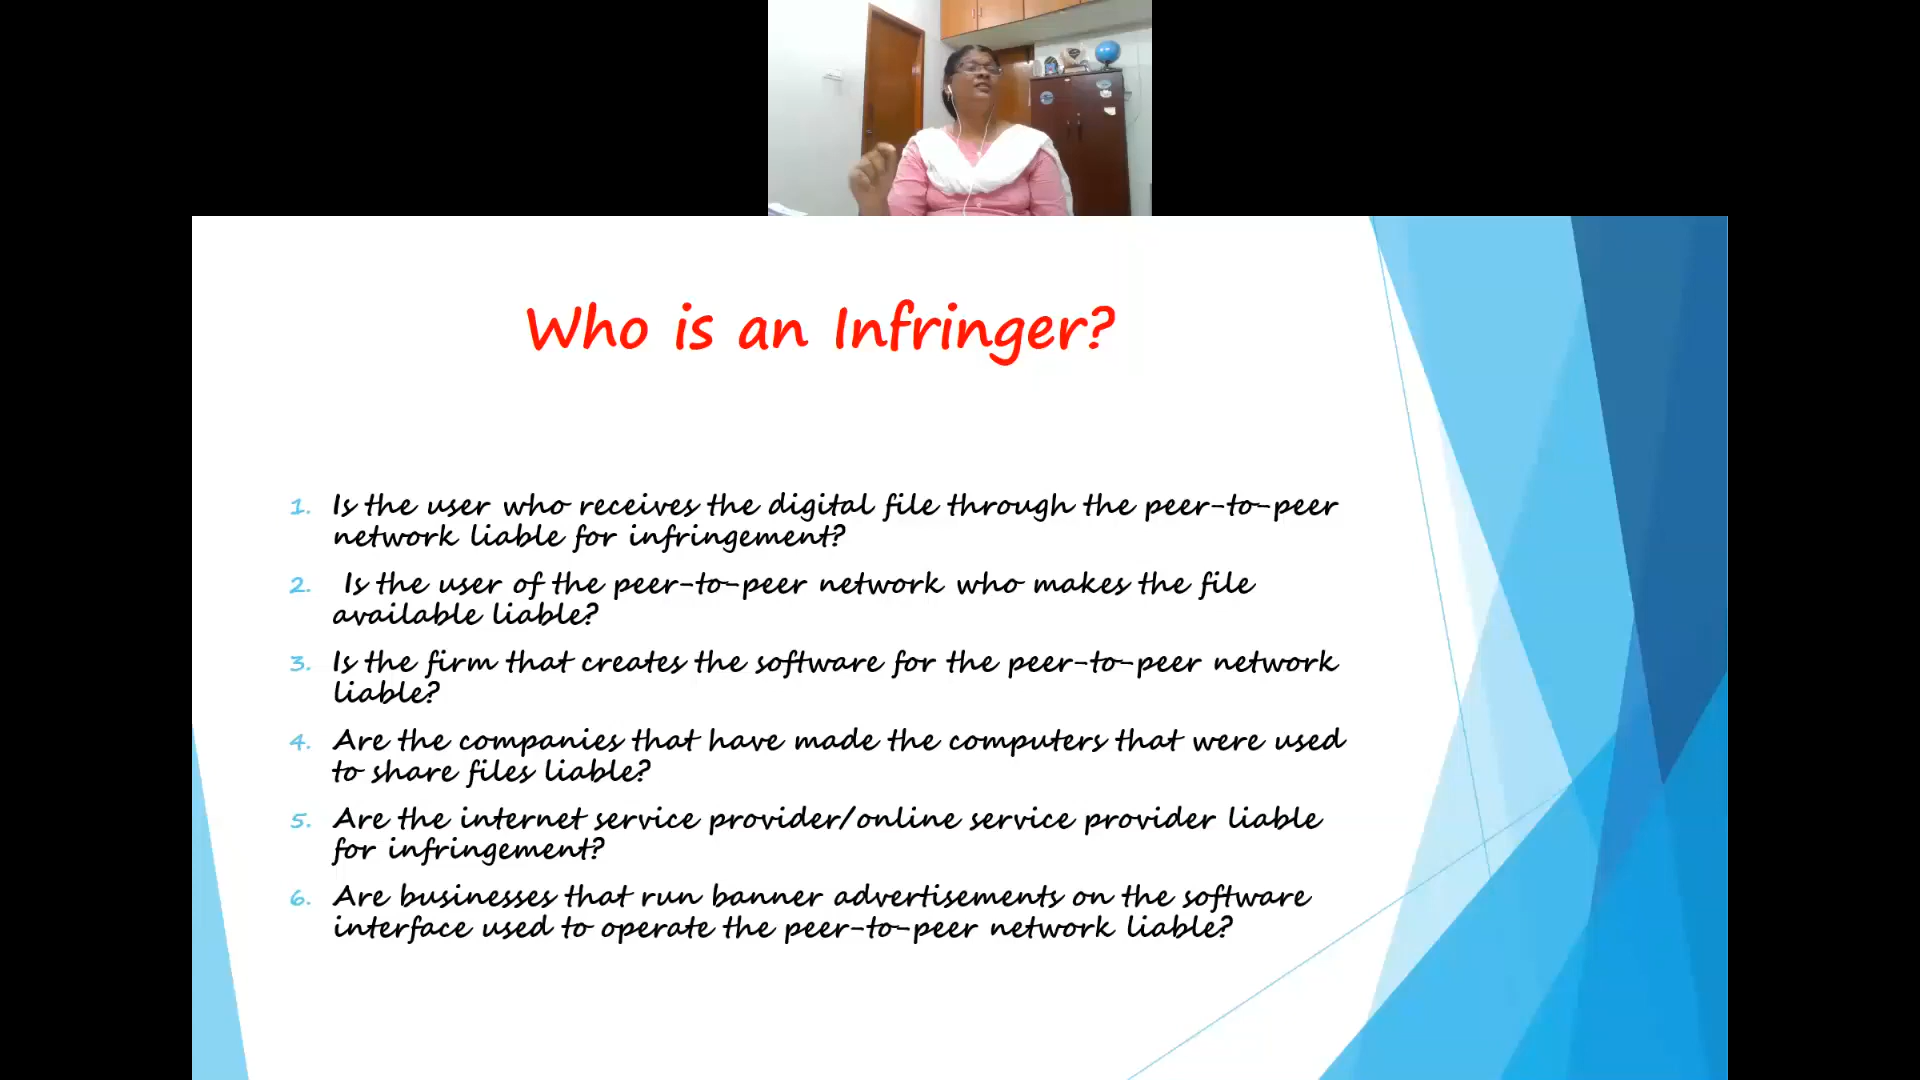 Who is an Infringer?
1. Is the user who receives the digital file through the peer-to-peer
network liable for infringement?
2. Is the user of the peer-to-peer network who makes the file
available liable?
3. Is the firm that creates the software for the peer-to-peer network
liable?
4. Are the companies that have made the computers that were used
to share files liable?
5. Are the internet service provider/online service provider liable
for infringement?
6. Are businesses that run banner advertisements on the software
interface used to operate the peer-to-peer network liable?